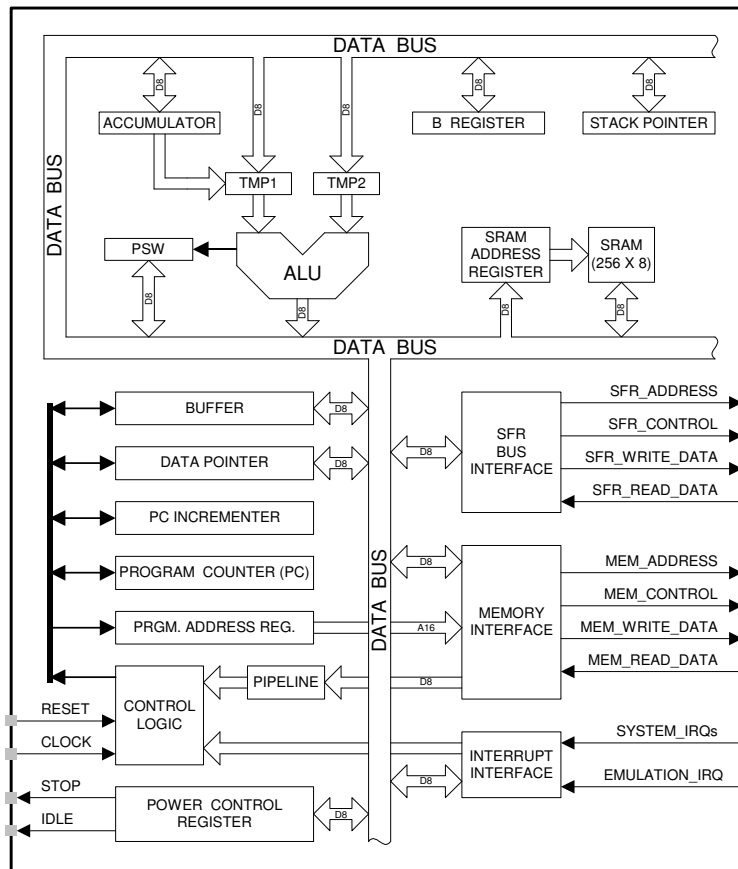 DATA BUS
D8
D8
D8
D8
D8
ACCUMULATOR
B REGISTER
STACK POINTER
DATA BUS
TMP1
TMP2
PSW
ALU
SRAM
ADDRESS
REGISTER
SRAM
(256 X 8)
D8
D8
D8
D8
DATA BUS
BUFFER
D8
DATA POINTER
D8
PC INCREMENTER
PROGRAM COUNTER (PC)
PRGM. ADDRESS REG.
A16
DATA BUS
D8
SFR
BUS
INTERFACE
SFR_ADDRESS
SFR_CONTROL
SFR_WRITE_DATA
SFR_READ_DATA
D8
MEMORY
INTERFACE
MEM_ADDRESS
MEM_CONTROL
MEM_WRITE_DATA
MEM_READ_DATA
CONTROL
LOGIC
PIPELINE
D8
RESET
CLOCK
INTERRUPT
INTERFACE
SYSTEM_IRQs
EMULATION_IRQ
D8
STOP
IDLE
POWER CONTROL
REGISTER
D8